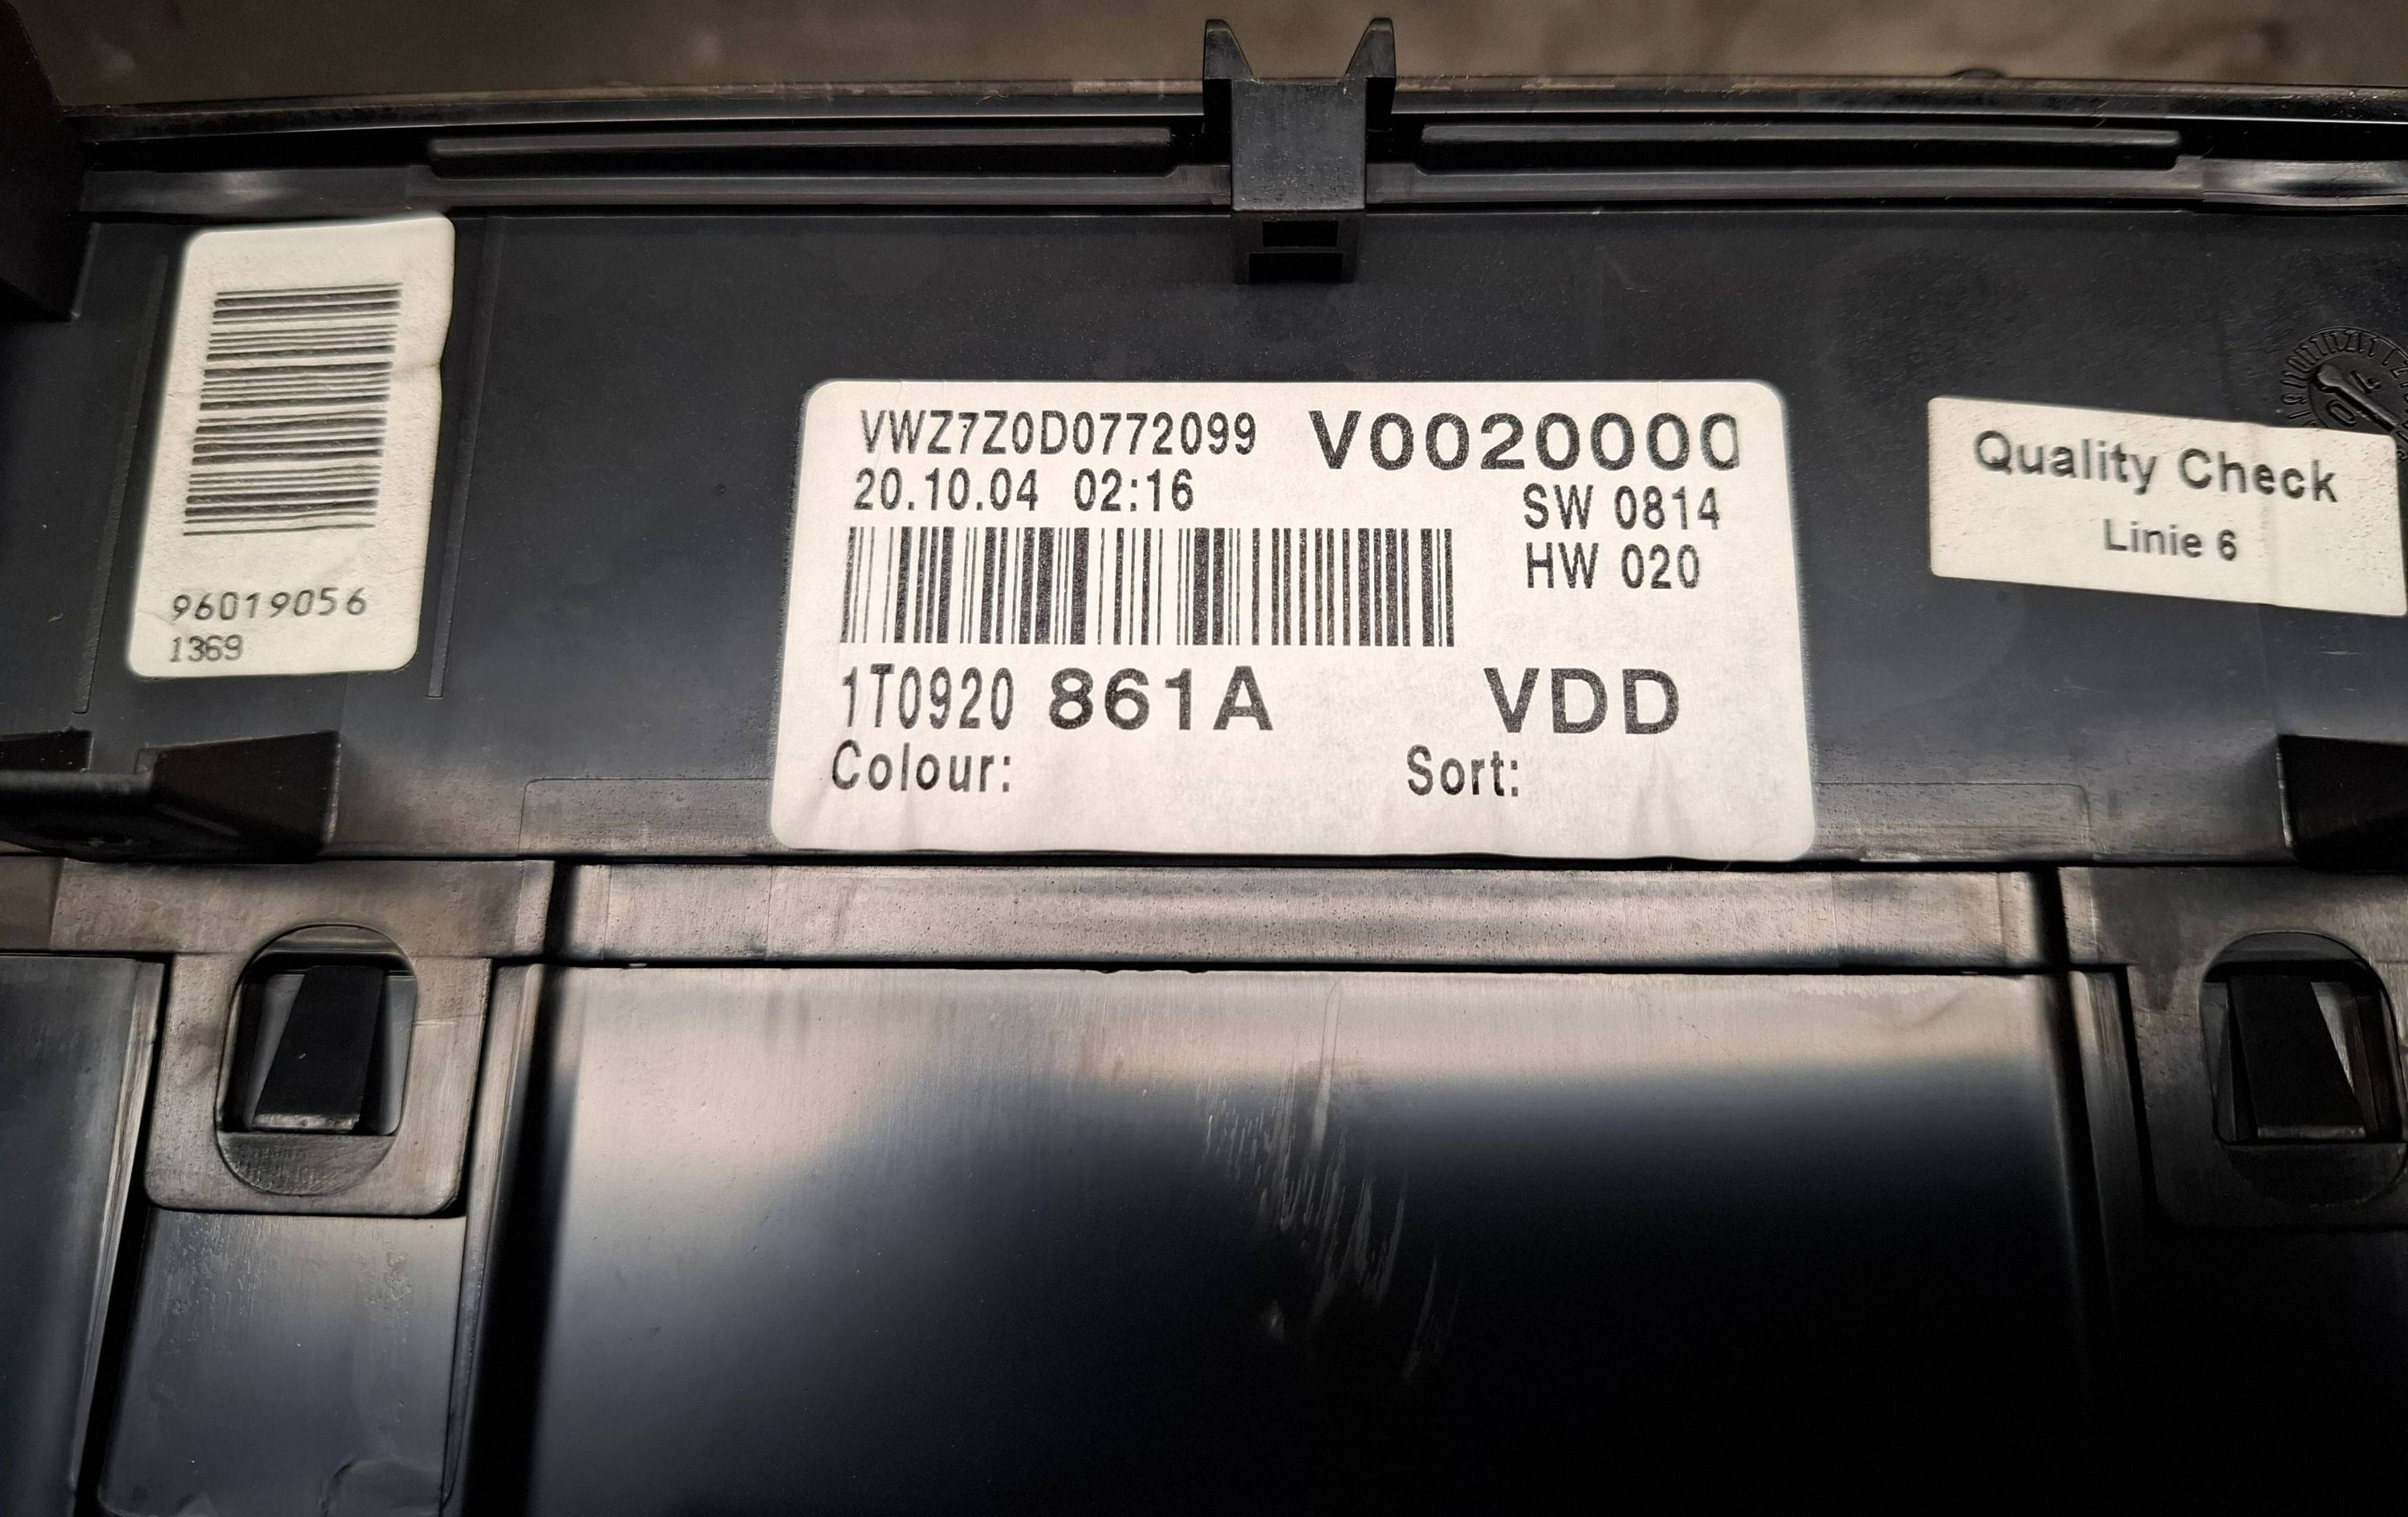 96019056
1369
VWZ7Z0D0772099 V0020000
20.10.04 02:16
SW 0814
HW 020
1T0920 861A VDD
Colour: Sort:
Quality Check
Linie 6